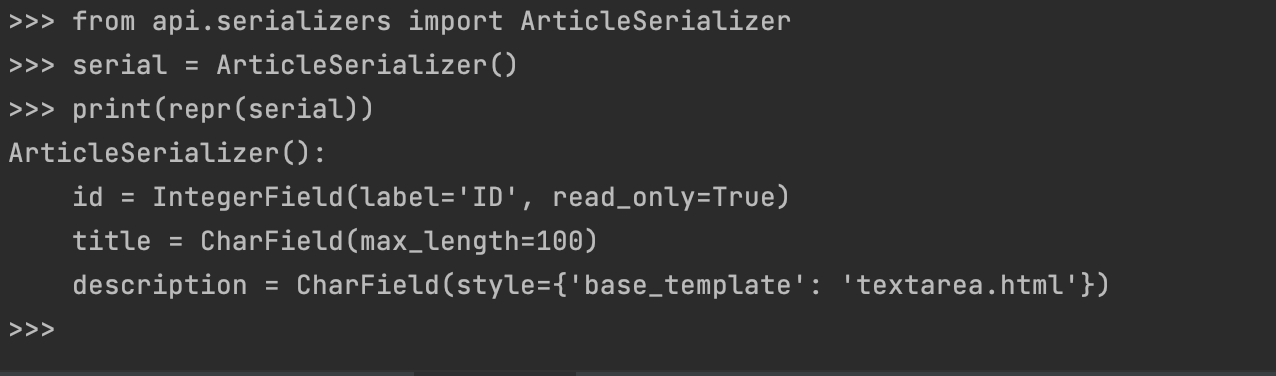 >>> from api.serializers import ArticleSerializer
>>> serial = ArticleSerializer()
>>> print(repr(serial))
ArticleSerializer():
    id = IntegerField(label='ID', read_only=True)
    title = CharField(max_length=100)
    description = CharField(style={'base_template': 'textarea.html'})
>>>